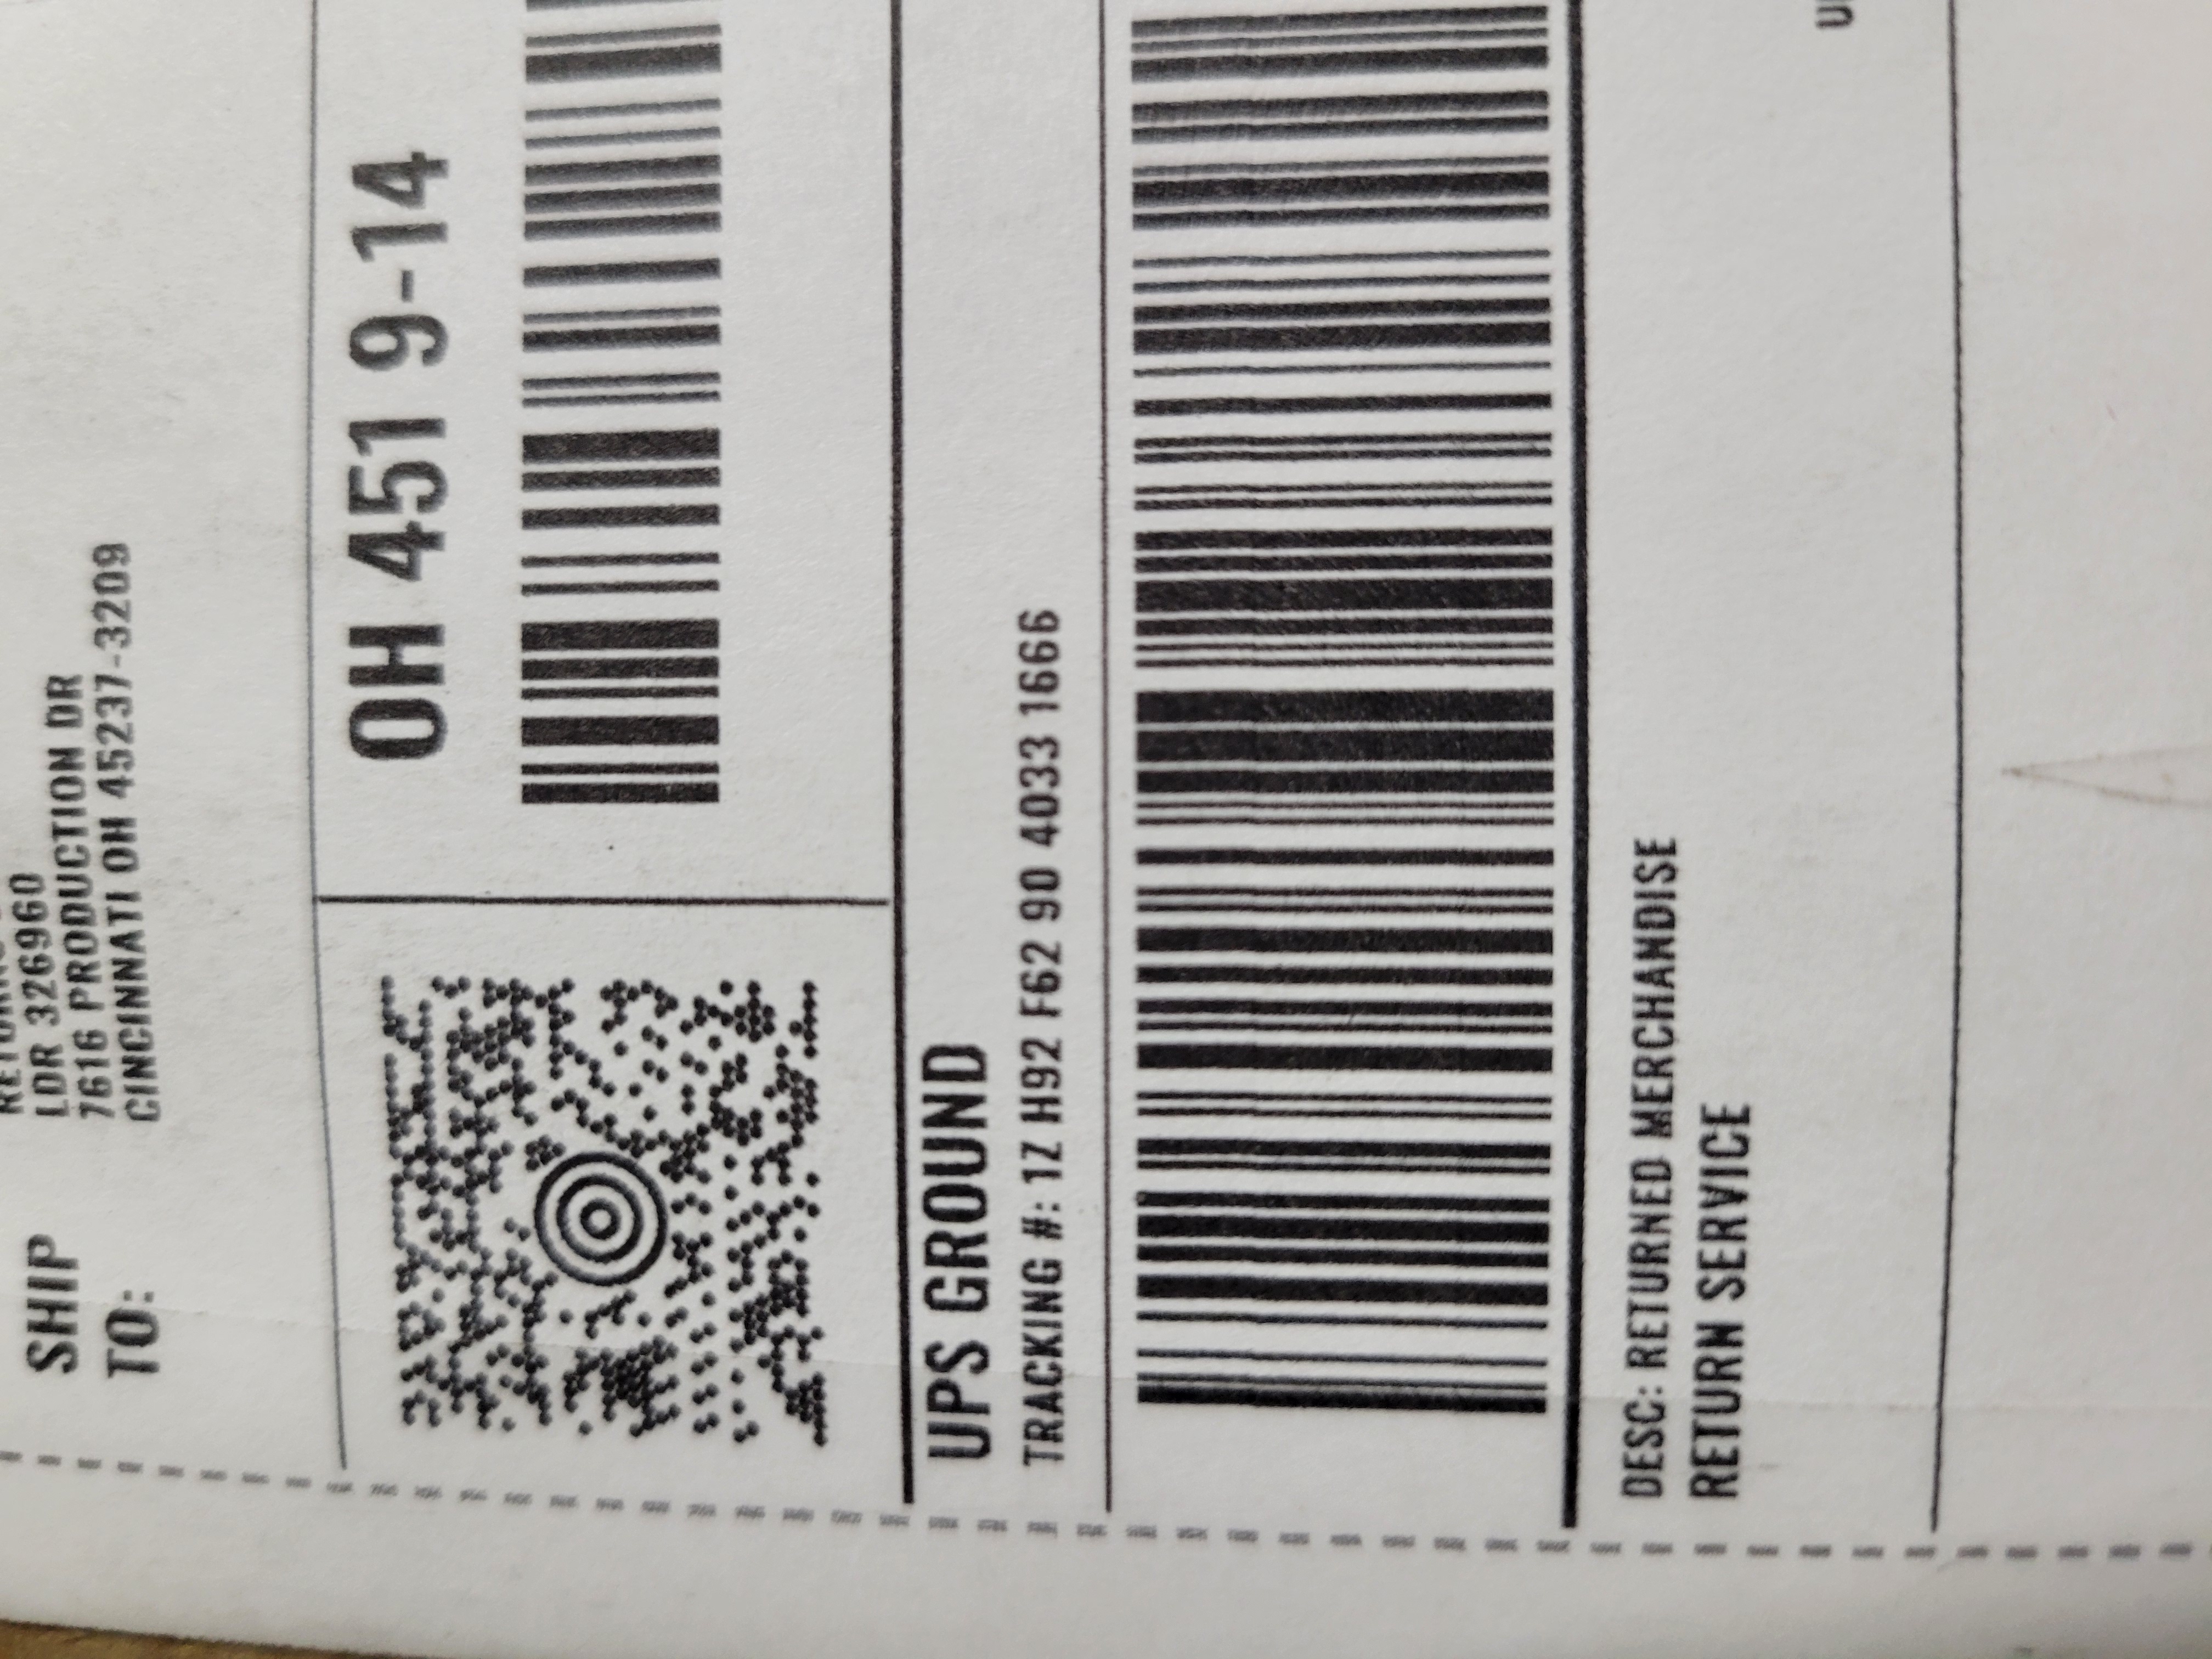 LDR 326960
7616 PRODUCTION DR
CINCINNATI OH 45237-3209
SHIP
TO:
OH 451 9-14
UPS GROUND
TRACKING #: 1Z H92 F62 90 4033 1666
DESC: RETURNED MERCHANDISE
RETURN SERVICE